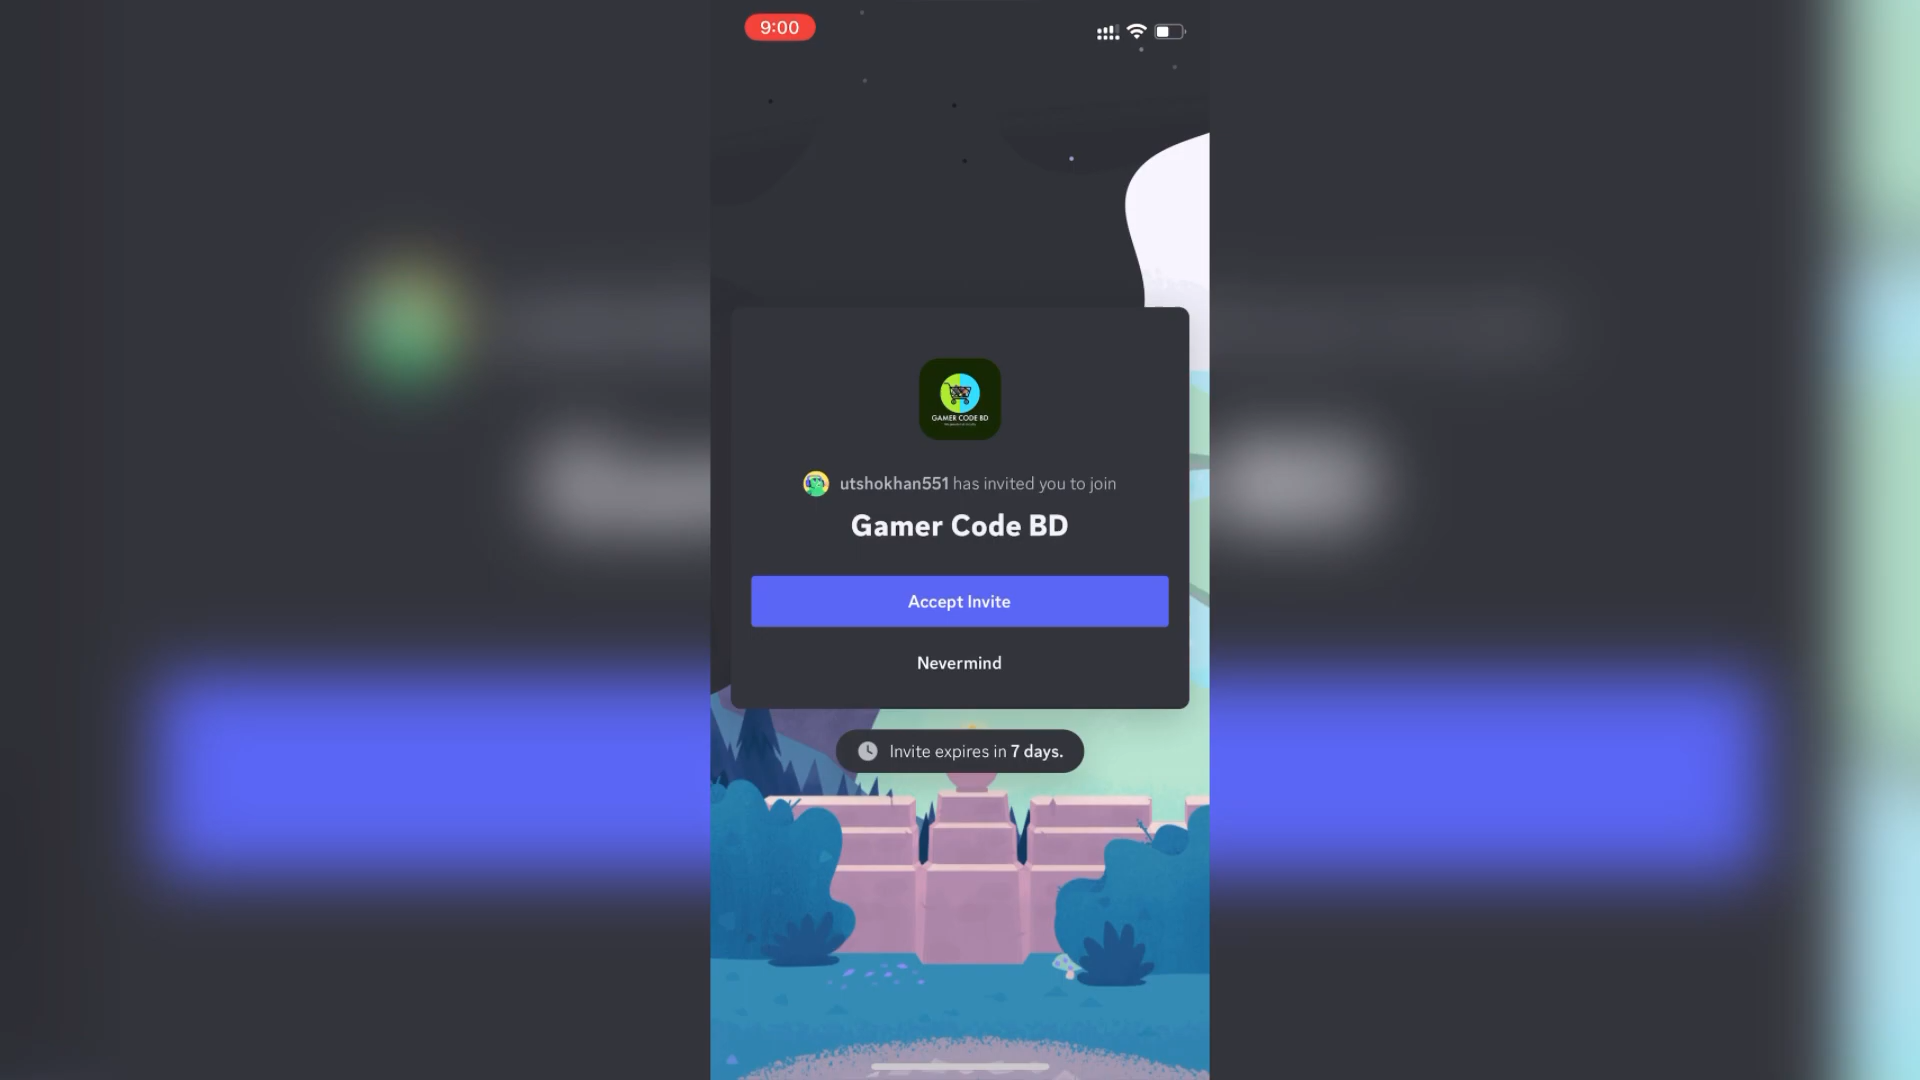 9:00
GAMER CODE BD
utshokhan551 has invited you to join
Gamer Code BD
Accept Invite
Nevermind
Invite expires in 7 days.